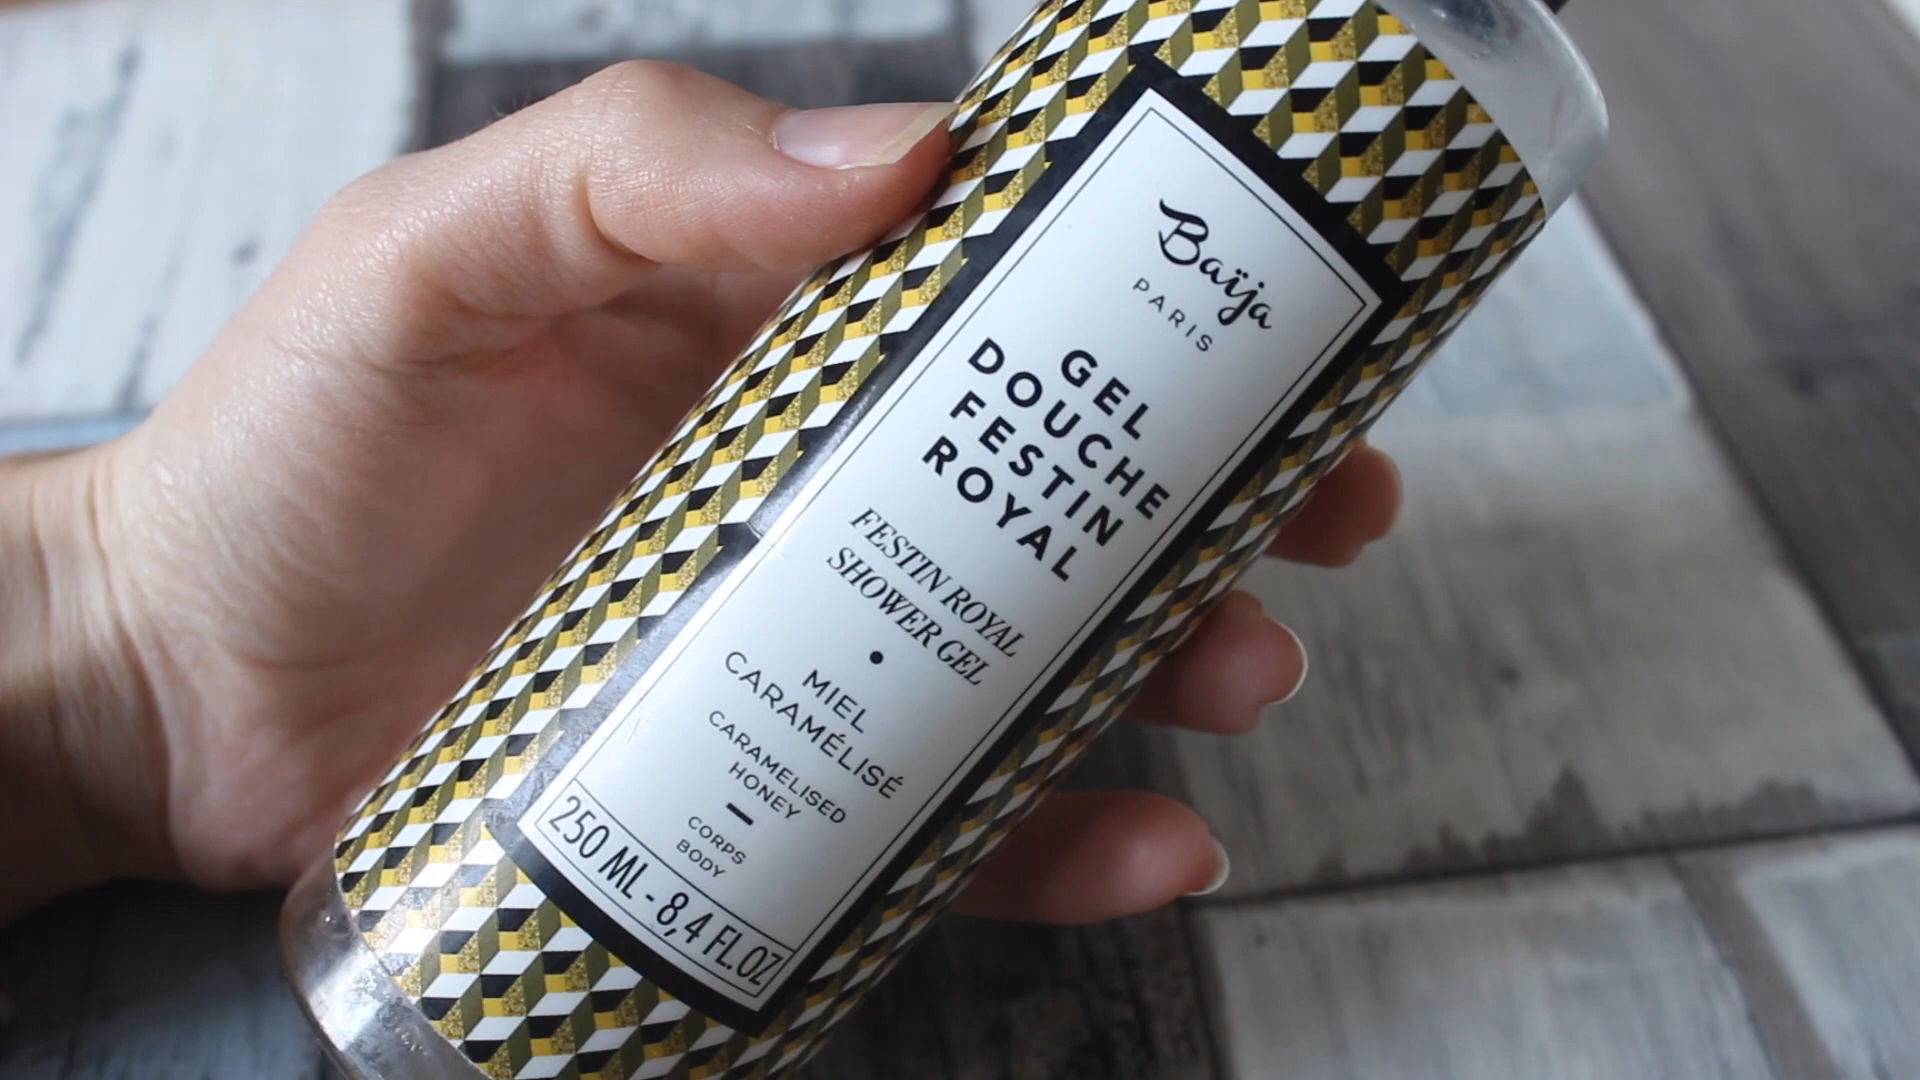 Baïja
PARIS
GEL
DOUCHE
FESTIN
ROYAL
FESTIN ROYAL
SHOWER GEL
•
MIEL
CARAMÉLISÉ
CARAMELISED
HONEY
–
CORPS
BODY
250 ML - 8,4 FL.OZ